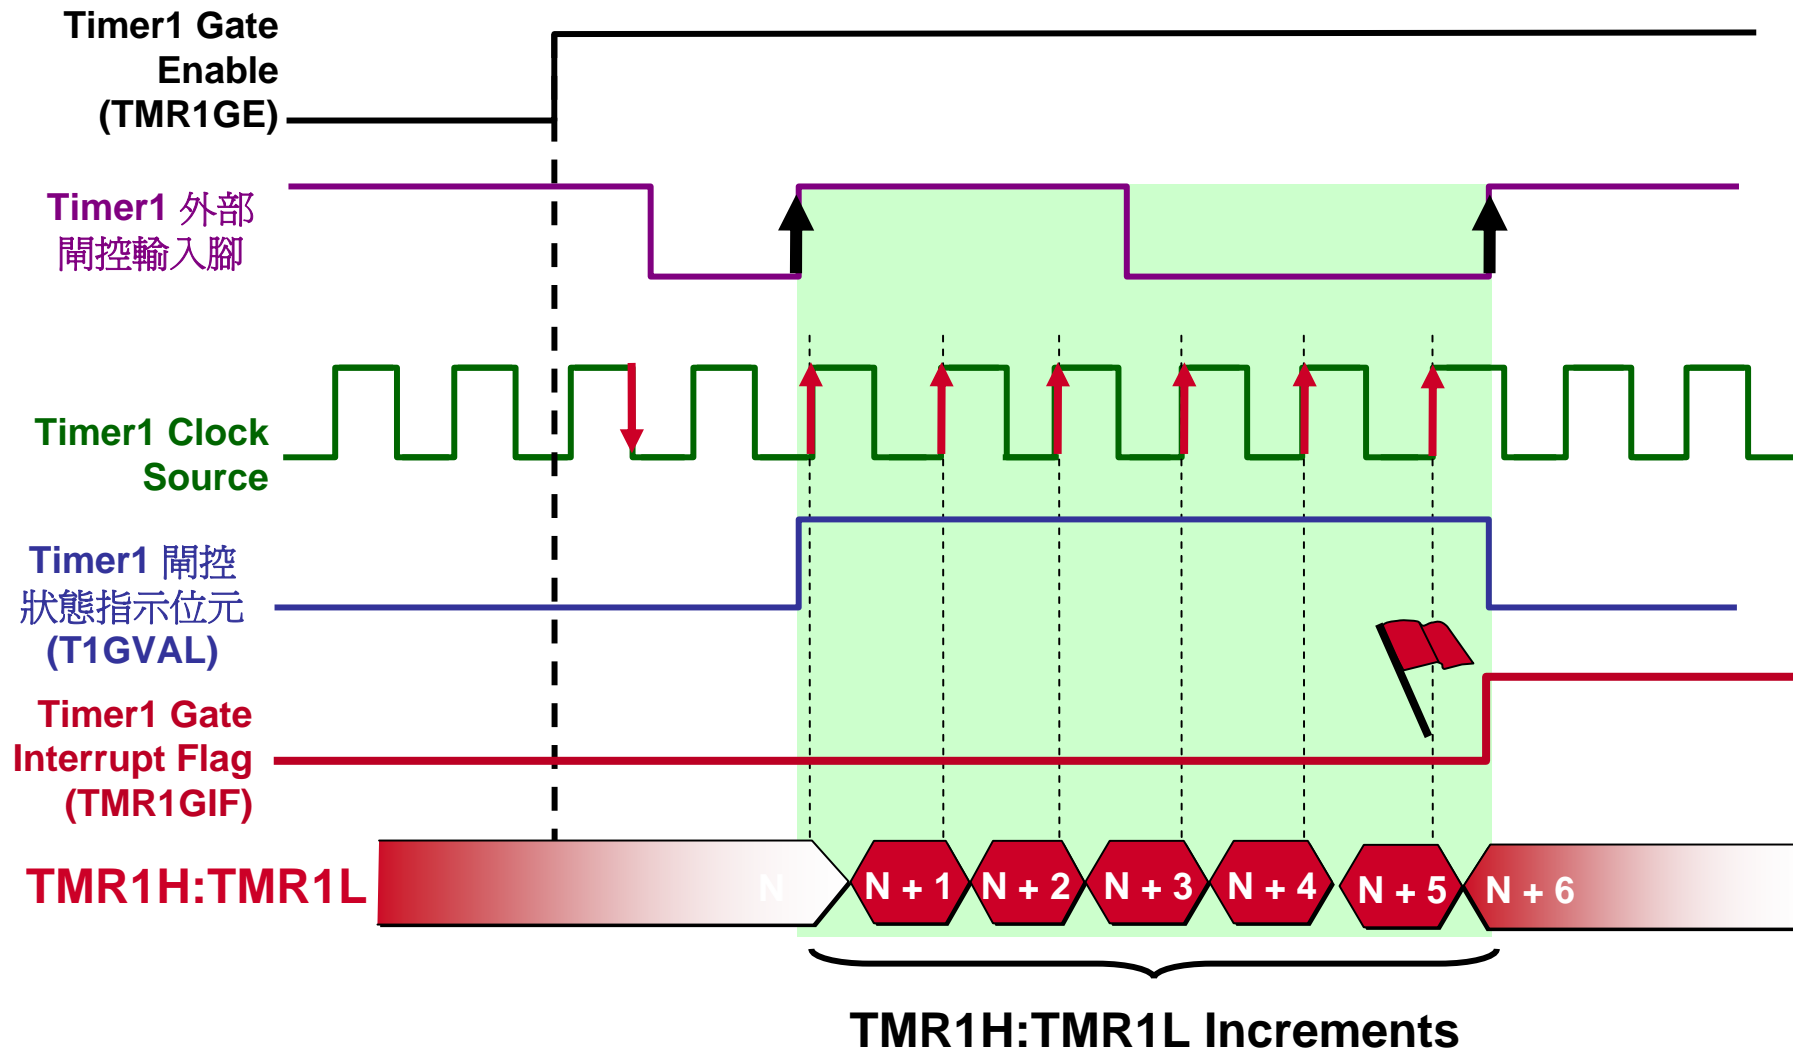 Timer1 Gate
Enable
(TMR1GE)
Timer1 外部
閘控輸入腳
Timer1 Clock
Source
Timer1 閘控
狀態指示位元
(T1GVAL)
Timer1 Gate
Interrupt Flag
(TMR1GIF)
TMR1H:TMR1L
N
N + 1
N + 2
N + 3
N + 4
N + 5
N + 6
TMR1H:TMR1L Increments